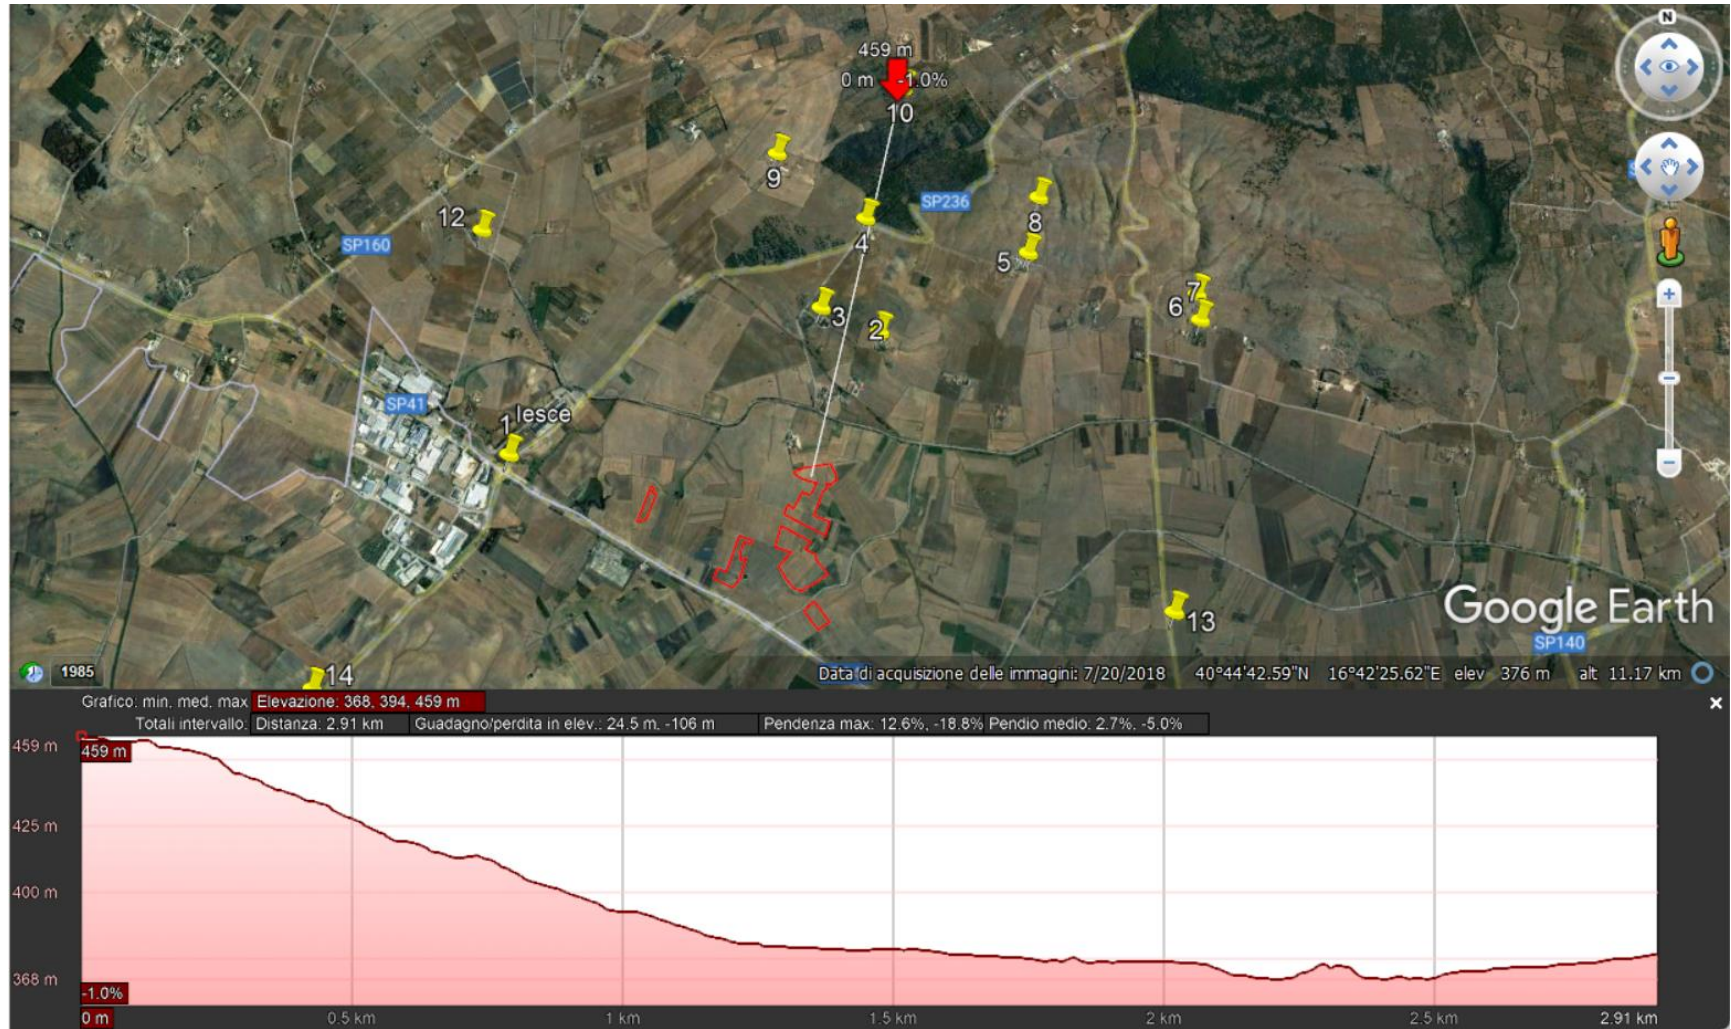 N
459 m
0 m -1.0%
10
9
SP236
12
8
4
SP160
5
7
6
3
2
SP41
1 Iesce
13
Google Earth
SP140
14
1985
Data di acquisizione delle immagini: 7/20/2018 40°44'42.59"N 16°42'25.62"E elev 376 m alt 11.17 km
Grafico: min, med, max Elevazione: 368, 394, 459 m
Totali intervallo: Distanza: 2.91 km Guadagno/perdita in elev.: 24.5 m, -106 m Pendenza max: 12.6%, -18.8% Pendio medio: 2.7%, -5.0%
459 m
459 m
425 m
400 m
368 m
-1.0%
0 m 0.5 km 1 km 1.5 km 2 km 2.5 km 2.91 km